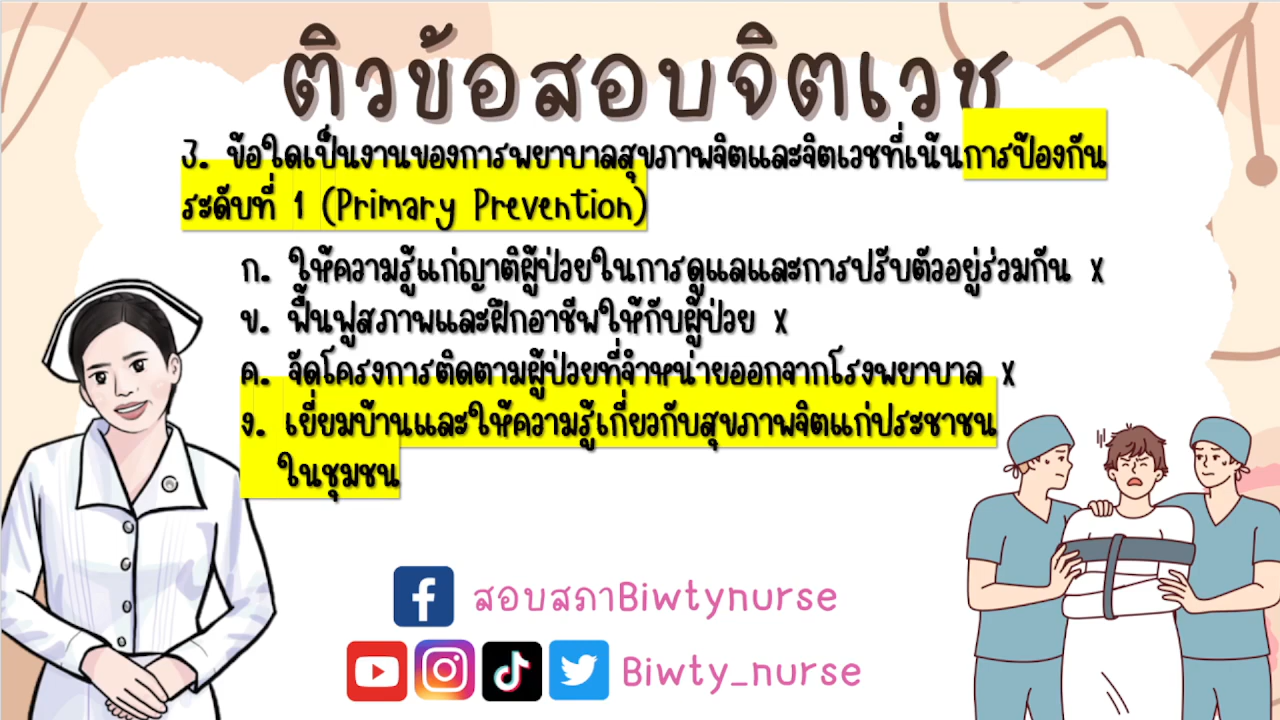 ติวข้อสอบจิตเวช
3. ข้อใดเป็นงานของการพยาบาลสุขภาพจิตและจิตเวชที่เน้นการป้องกัน
ระดับที่ 1 (Primary Prevention)
ก. ให้ความรู้แก่ญาติผู้ป่วยในการดูแลและการปรับตัวอยู่ร่วมกัน x
ข. ฟื้นฟูสภาพและฝึกอาชีพให้กับผู้ป่วย x
ค. จัดโครงการติดตามผู้ป่วยที่จำหน่ายออกจากโรงพยาบาล x
ง. เยี่ยมบ้านและให้ความรู้เกี่ยวกับสุขภาพจิตแก่ประชาชน
ในชุมชน
สอบสภาBiwtynurse
Biwty_nurse